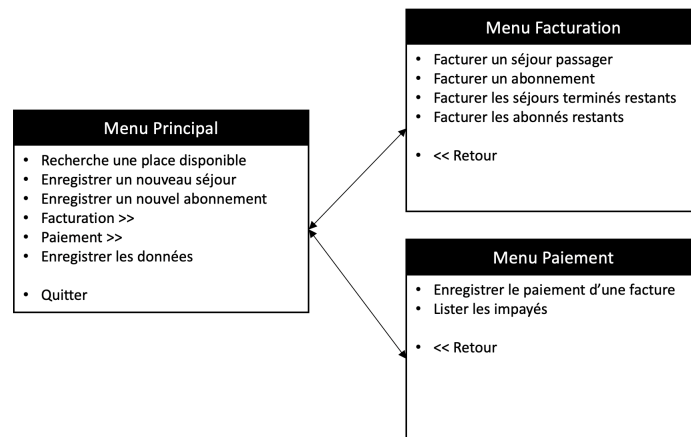 Menu Principal
• Recherche une place disponible
• Enregistrer un nouveau séjour
• Enregistrer un nouvel abonnement
• Facturation >>
• Paiement >>
• Enregistrer les données
• Quitter
Menu Facturation
• Facturer un séjour passager
• Facturer un abonnement
• Facturer les séjours terminés restants
• Facturer les abonnés restants
• << Retour
Menu Paiement
• Enregistrer le paiement d’une facture
• Lister les impayés
• << Retour